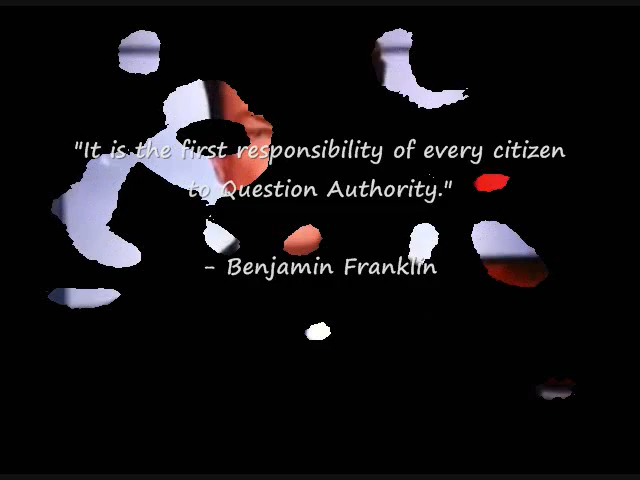 "It is the first responsibility of every citizen
to Question Authority."
- Benjamin Franklin